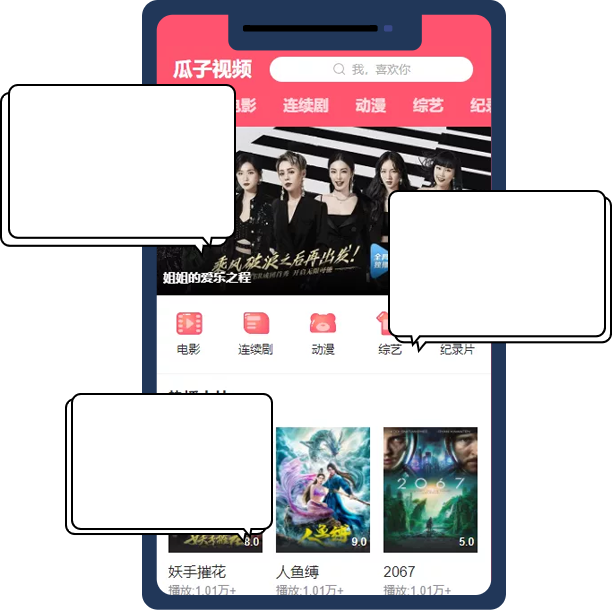 瓜子视频
我，喜欢你
电影 连续剧 动漫 综艺 纪录
乘风破浪之后再出发！
姐姐的爱乐之程
电影 连续剧 动漫 综艺 纪录片
2067
8.0 9.0 5.0
妖手摧花 人鱼缚 2067
播放:1.01万+ 播放:1.01万+ 播放:1.01万+